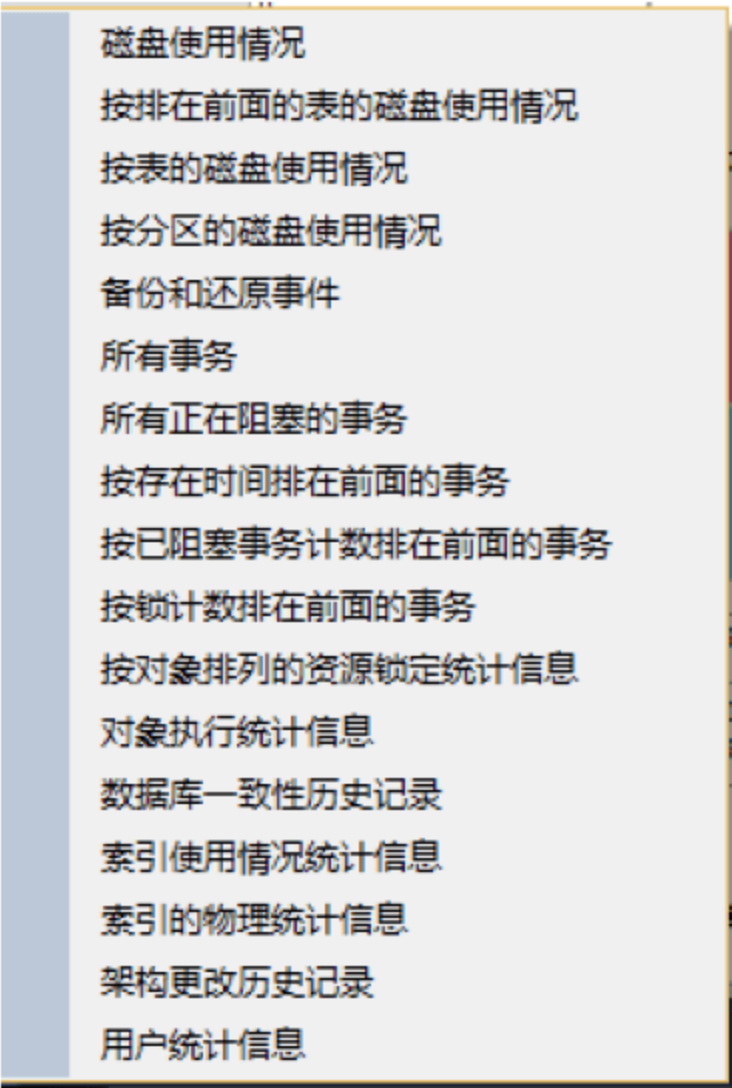 磁盘使用情况
按排在前面的表的磁盘使用情况
按表的磁盘使用情况
按分区的磁盘使用情况
备份和还原事件
所有事务
所有正在阻塞的事务
按存在时间排在前面的事务
按已阻塞事务计数排在前面的事务
按锁计数排在前面的事务
按对象排列的资源锁定统计信息
对象执行统计信息
数据库一致性历史记录
索引使用情况统计信息
索引的物理统计信息
架构更改历史记录
用户统计信息